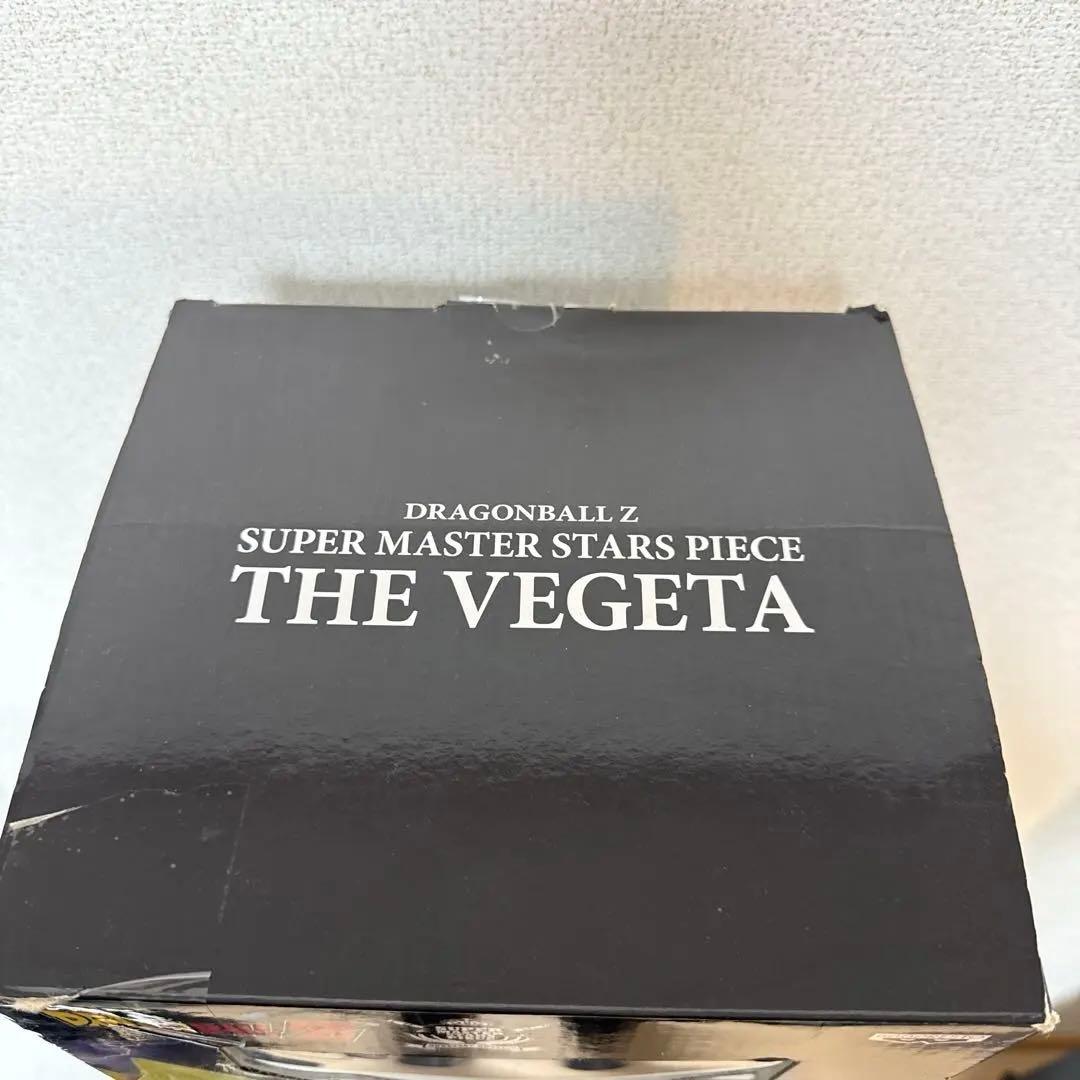 DRAGONBALL Z
SUPER MASTER STARS PIECE
THE VEGETA